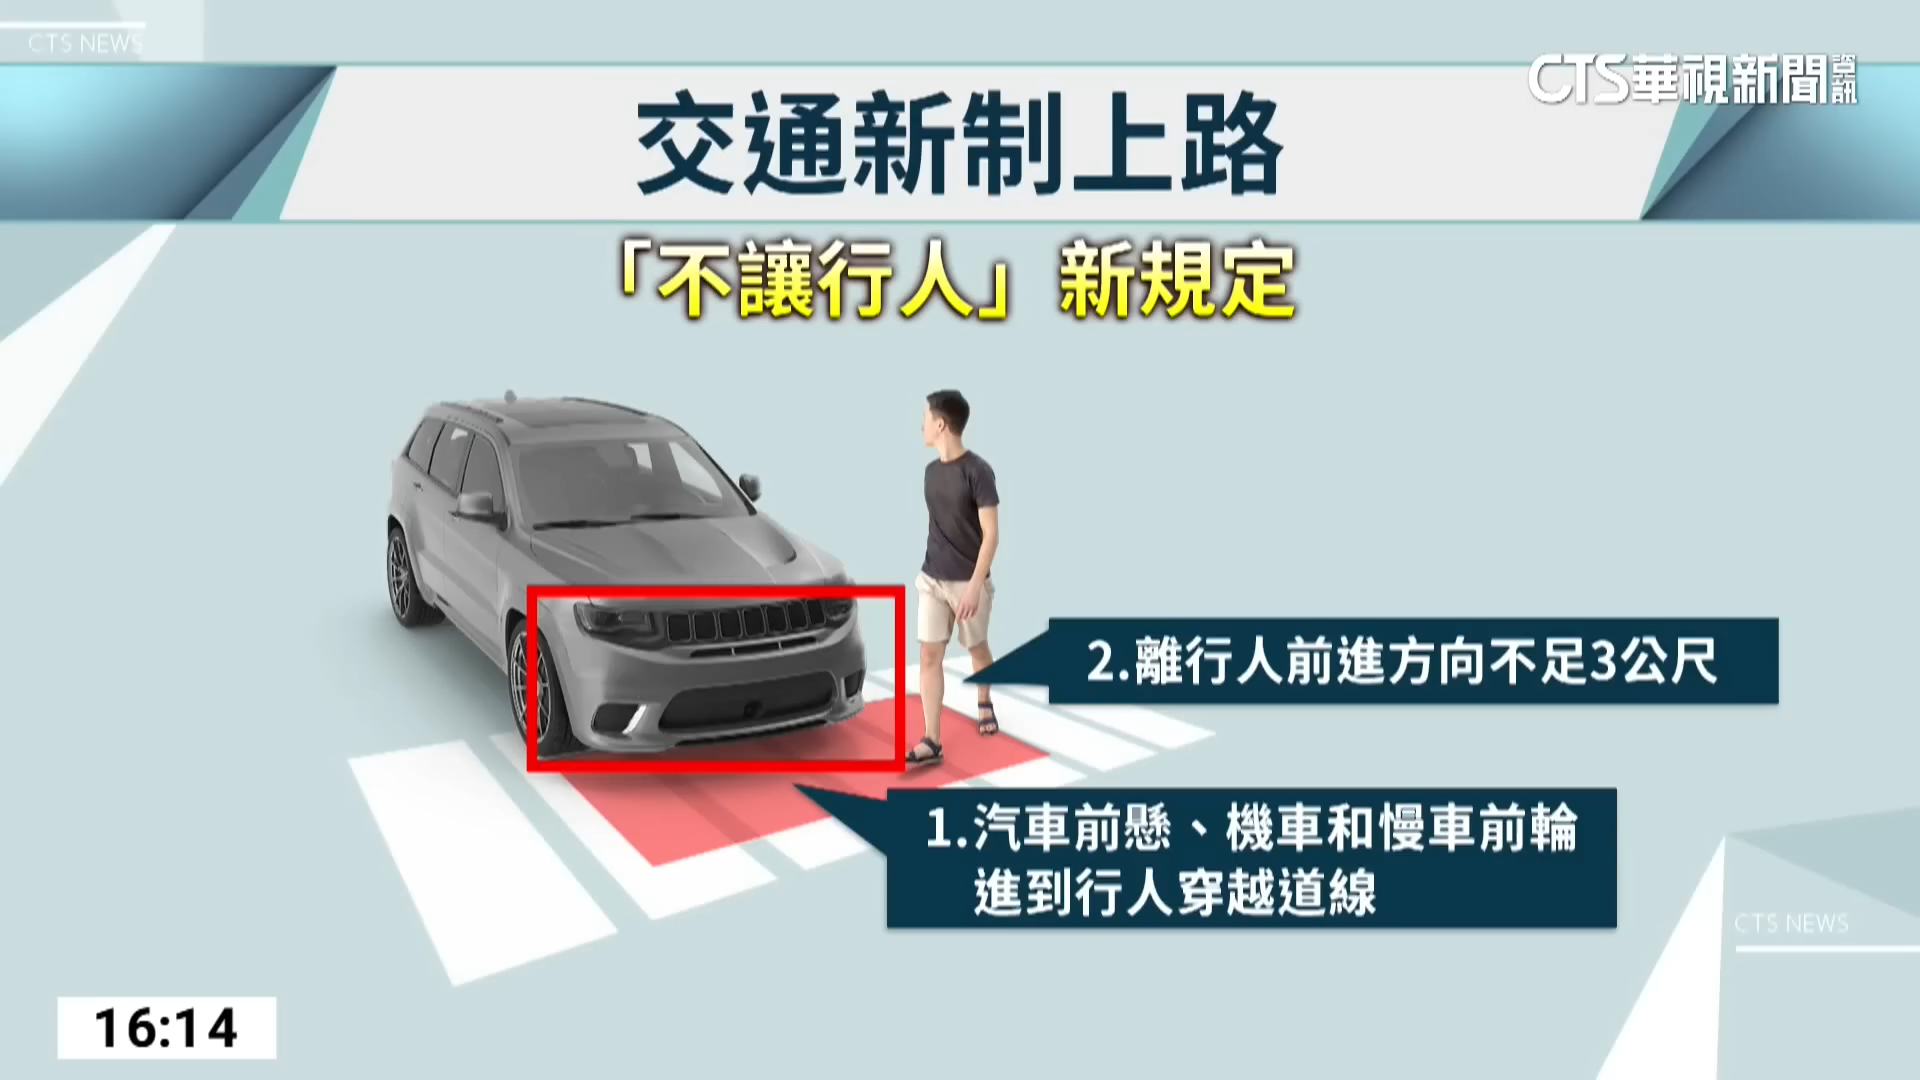 CTS NEWS
CTS華視新聞資訊
交通新制上路
「不讓行人」新規定
2.離行人前進方向不足3公尺
1.汽車前懸、機車和慢車前輪
進到行人穿越道線
CTS NEWS
16:14